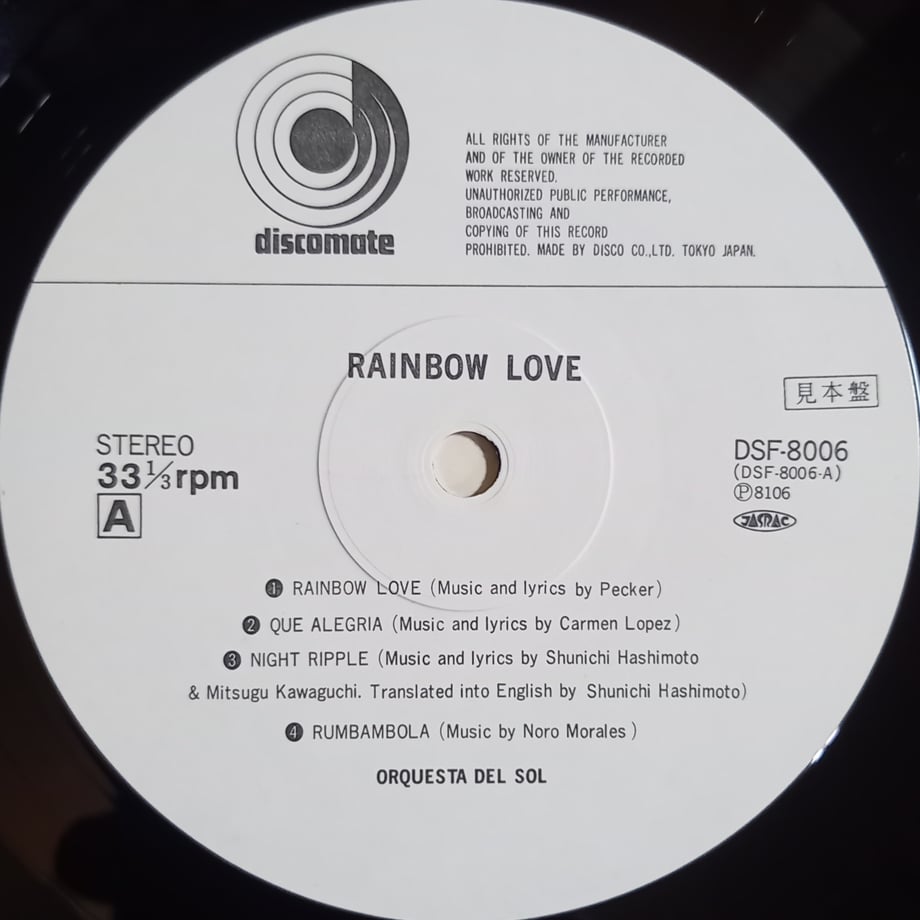 discomate
ALL RIGHTS OF THE MANUFACTURER
AND OF THE OWNER OF THE RECORDED
WORK RESERVED.
UNAUTHORIZED PUBLIC PERFORMANCE,
BROADCASTING AND
COPYING OF THIS RECORD
PROHIBITED. MADE BY DISCO CO.,LTD. TOKYO JAPAN.
RAINBOW LOVE
見本盤
STEREO
33⅓rpm
A
DSF-8006
(DSF-8006-A)
Ⓟ8106
JASRAC
❶ RAINBOW LOVE (Music and lyrics by Pecker)
❷ QUE ALEGRIA (Music and lyrics by Carmen Lopez)
❸ NIGHT RIPPLE (Music and lyrics by Shunichi Hashimoto
& Mitsugu Kawaguchi. Translated into English by Shunichi Hashimoto)
❹ RUMBAMBOLA (Music by Noro Morales)
ORQUESTA DEL SOL